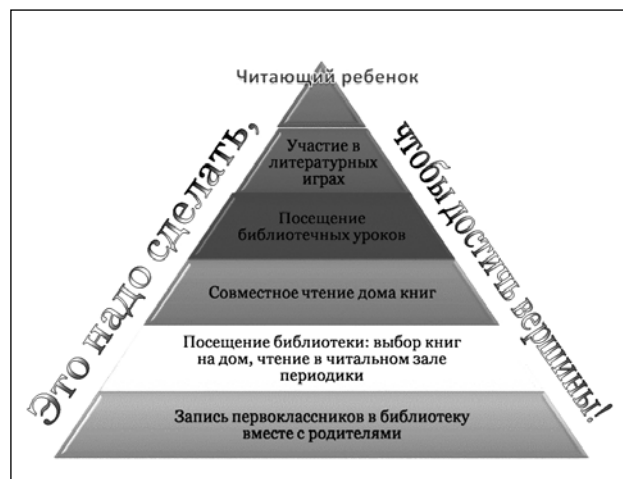 Читающий ребенок
Это надо сделать,
чтобы достичь вершины!
Участие в
литературных
играх
Посещение
библиотечных уроков
Совместное чтение дома книг
Посещение библиотеки: выбор книг
на дом, чтение в читальном зале
периодики
Запись первоклассников в библиотеку
вместе с родителями